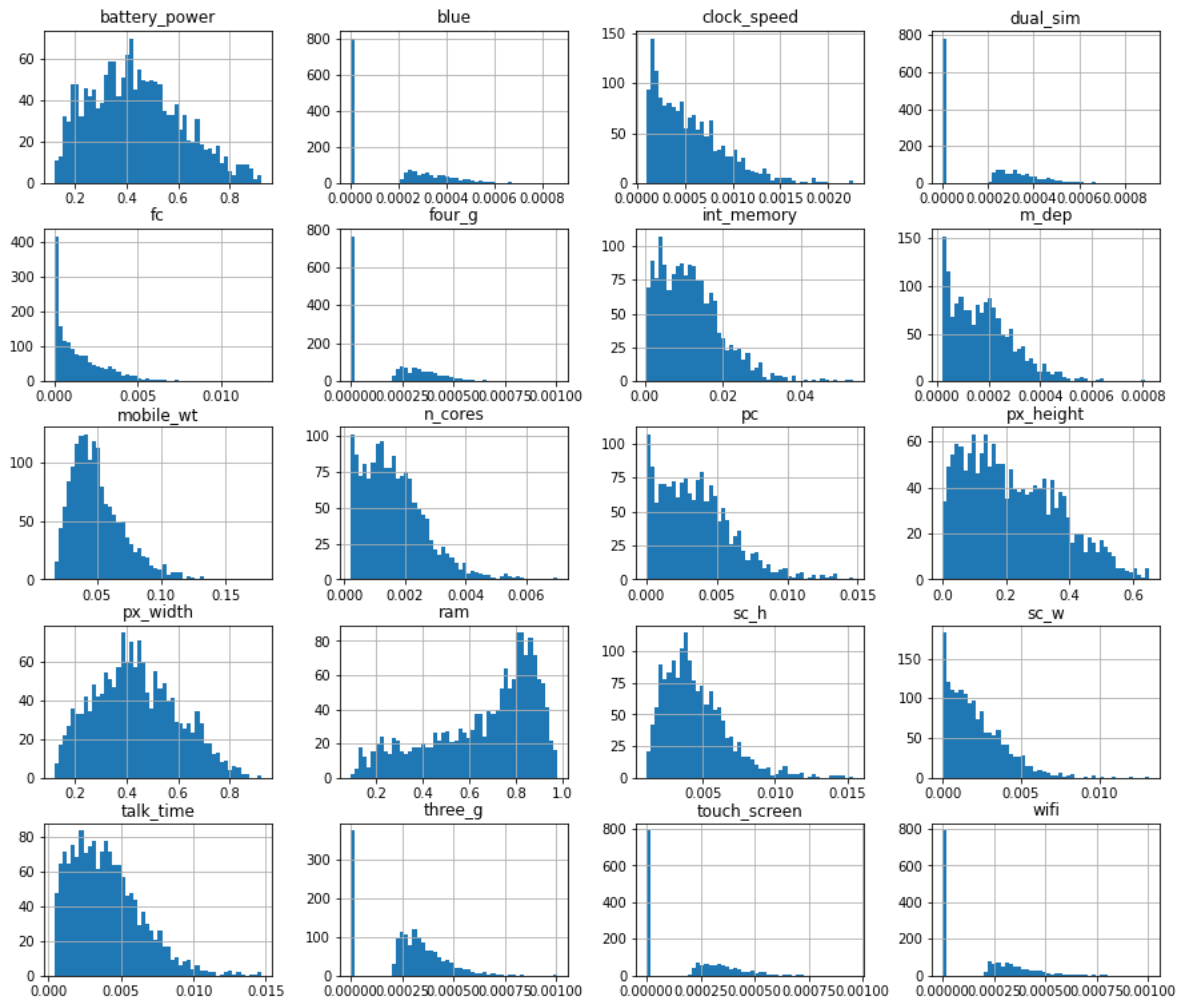 battery_power
60
40
20
0
0.2 0.4 0.6 0.8
blue
800
600
400
200
0
0.0000 0.0002 0.0004 0.0006 0.0008
clock_speed
150
100
50
0
0.0000 0.0005 0.0010 0.0015 0.0020
dual_sim
800
600
400
200
0
0.0000 0.0002 0.0004 0.0006 0.0008
fc
400
300
200
100
0
0.000 0.005 0.010
four_g
800
600
400
200
0
0.00000 0.00025 0.00050 0.00075 0.00100
int_memory
100
75
50
25
0
0.00 0.02 0.04
m_dep
150
100
50
0
0.0000 0.0002 0.0004 0.0006 0.0008
mobile_wt
100
50
0
0.05 0.10 0.15
n_cores
100
75
50
25
0
0.000 0.002 0.004 0.006
pc
100
75
50
25
0
0.000 0.005 0.010 0.015
px_height
60
40
20
0
0.0 0.2 0.4 0.6
px_width
60
40
20
0
0.2 0.4 0.6 0.8
ram
80
60
40
20
0
0.2 0.4 0.6 0.8 1.0
sc_h
100
75
50
25
0
0.005 0.010 0.015
sc_w
150
100
50
0
0.000 0.005 0.010
talk_time
80
60
40
20
0
0.000 0.005 0.010 0.015
three_g
300
200
100
0
0.00000 0.00025 0.00050 0.00075 0.00100
touch_screen
800
600
400
200
0
0.00000 0.00025 0.00050 0.00075 0.00100
wifi
800
600
400
200
0
0.00000 0.00025 0.00050 0.00075 0.00100